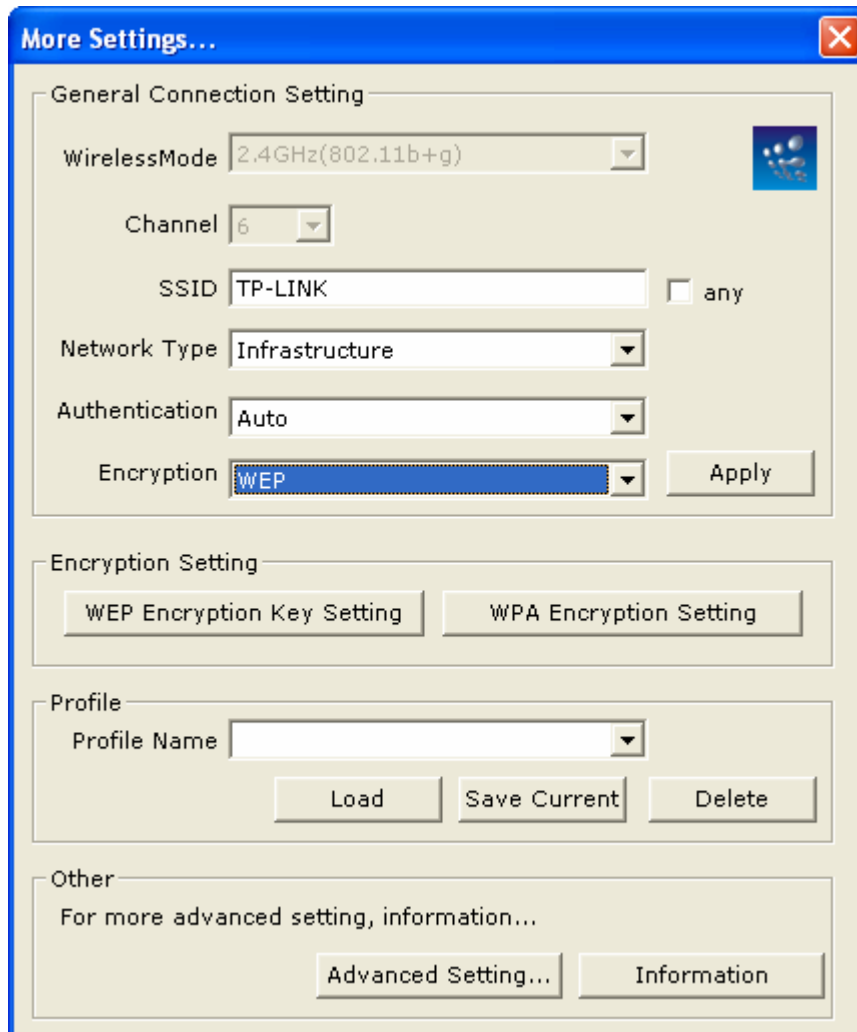 More Settings...
General Connection Setting
WirelessMode 2.4GHz(802.11b+g)
Channel 6
SSID TP-LINK any
Network Type Infrastructure
Authentication Auto
Encryption WEP Apply
Encryption Setting
WEP Encryption Key Setting WPA Encryption Setting
Profile
Profile Name
Load Save Current Delete
Other
For more advanced setting, information...
Advanced Setting... Information